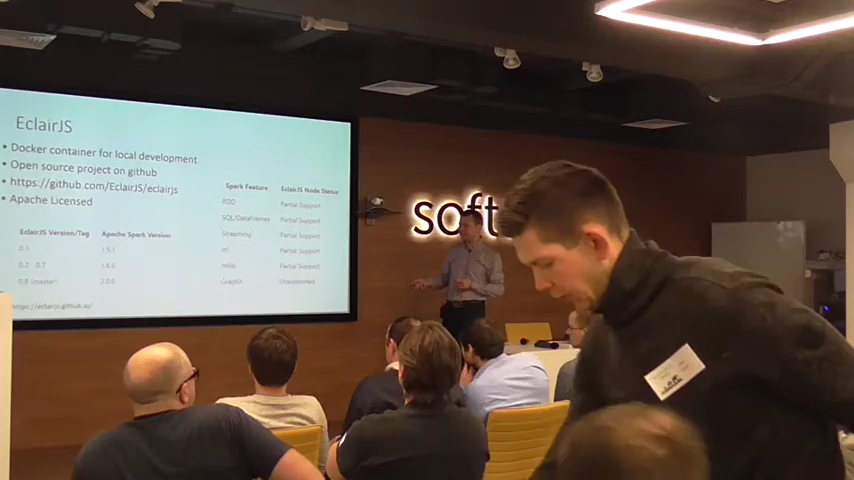 EclairJS
• Docker container for local development
• Open source project on github
• https://github.com/EclairJS/eclairjs
• Apache Licensed
Spark Feature EclairJS Node Status
RDD Partial Support
SQL/DataFrames Partial Support
Streaming Partial Support
ml Partial Support
mllib Partial Support
GraphX Unsupported
EclairJS Version/Tag Apache Spark Version
0.1 1.5.1
0.2 - 0.7 1.6.0
0.8 (master) 2.0.0
https://eclairjs.github.io/
soft